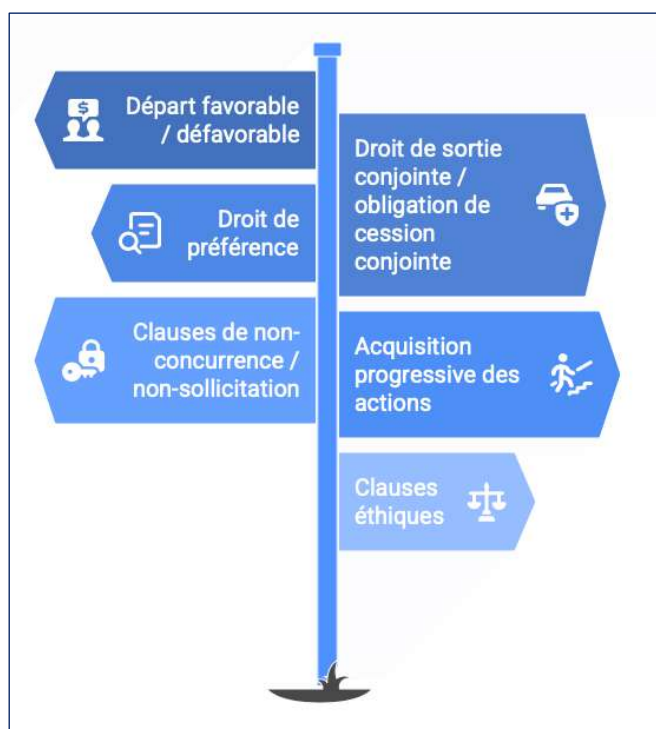 Départ favorable
/ défavorable
Droit de sortie
conjointe /
obligation de
cession
conjointe
Droit de
préférence
Clauses de non-
concurrence /
non-sollicitation
Acquisition
progressive des
actions
Clauses
éthiques